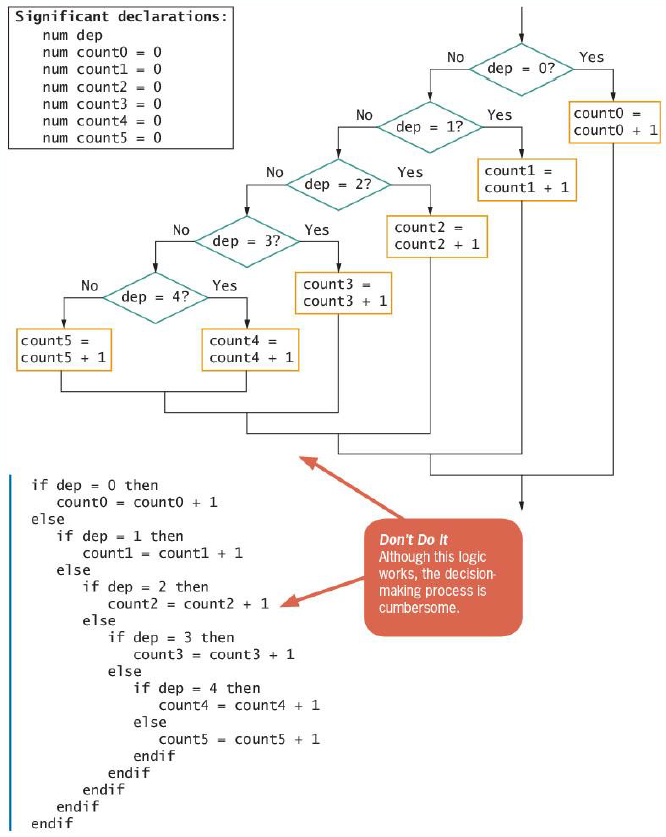 Significant declarations:
num dep
num count0 = 0
num count1 = 0
num count2 = 0
num count3 = 0
num count4 = 0
num count5 = 0
No
dep = 0?
Yes
count0 =
count0 + 1
No
dep = 1?
Yes
count1 =
count1 + 1
No
dep = 2?
Yes
count2 =
count2 + 1
No
dep = 3?
Yes
count3 =
count3 + 1
No
dep = 4?
Yes
count5 =
count5 + 1
count4 =
count4 + 1
if dep = 0 then
count0 = count0 + 1
else
if dep = 1 then
count1 = count1 + 1
else
if dep = 2 then
count2 = count2 + 1
else
if dep = 3 then
count3 = count3 + 1
else
if dep = 4 then
count4 = count4 + 1
else
count5 = count5 + 1
endif
endif
endif
endif
endif
Don't Do It
Although this logic
works, the decision-
making process is
cumbersome.